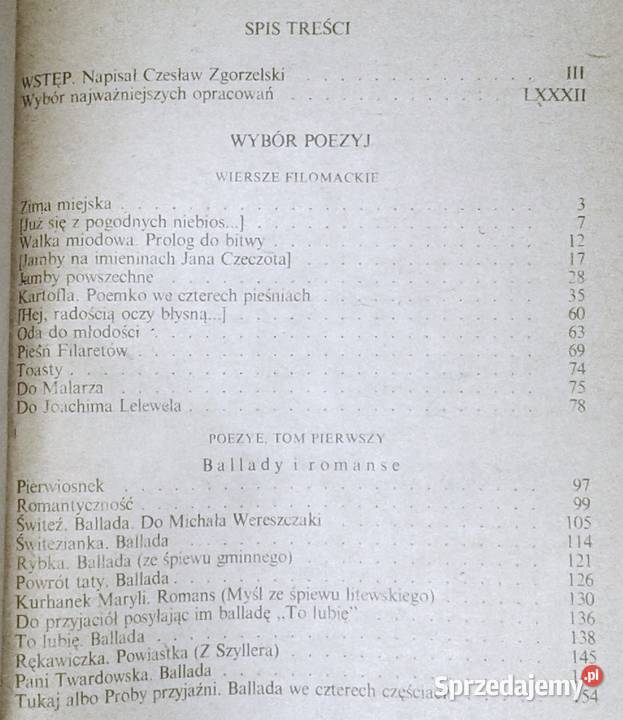 SPIS TREŚCI
WSTĘP. Napisał Czesław Zgorzelski . . . . . . . . . . III
Wybór najważniejszych opracowań . . . . . . . . . . LXXXII
WYBÓR POEZYJ
WIERSZE FILOMACKIE
Zima miejska . . . . . . . . . . 3
[Już się z pogodnych niebios...] . . . . . . . . . . 7
Walka miodowa. Prolog do bitwy . . . . . . . . . . 12
[Jamby na imieninach Jana Czeczota] . . . . . . . . . . 17
Jamby powszechne . . . . . . . . . . 28
Kartofla. Poemko we czterech pieśniach . . . . . . . . . . 35
[Hej, radością oczy błysną...] . . . . . . . . . . 60
Oda do młodości . . . . . . . . . . 63
Pieśń Filaretów . . . . . . . . . . 69
Toasty . . . . . . . . . . 74
Do Malarza . . . . . . . . . . 75
Do Joachima Lelewela . . . . . . . . . . 78
POEZYE, TOM PIERWSZY
Ballady i romanse
Pierwiosnek . . . . . . . . . . 97
Romantyczność . . . . . . . . . . 99
Świteź. Ballada. Do Michała Wereszczaki . . . . . . . . . . 105
Świtezianka. Ballada . . . . . . . . . . 114
Rybka. Ballada (ze śpiewu gminnego) . . . . . . . . . . 121
Powrót taty. Ballada . . . . . . . . . . 126
Kurhanek Maryli. Romans (Myśl ze śpiewu litewskiego) . . . . . 130
Do przyjaciół posyłając im balladę „To lubię" . . . . . . . . . . 136
To lubię. Ballada . . . . . . . . . . 138
Rękawiczka. Powiastka (Z Szyllera) . . . . . . . . . . 145
Pani Twardowska. Ballada . . . . . . . . . .
Tukaj albo Próby przyjaźni. Ballada we czterech częściach 154
Sprzedajemy.pl